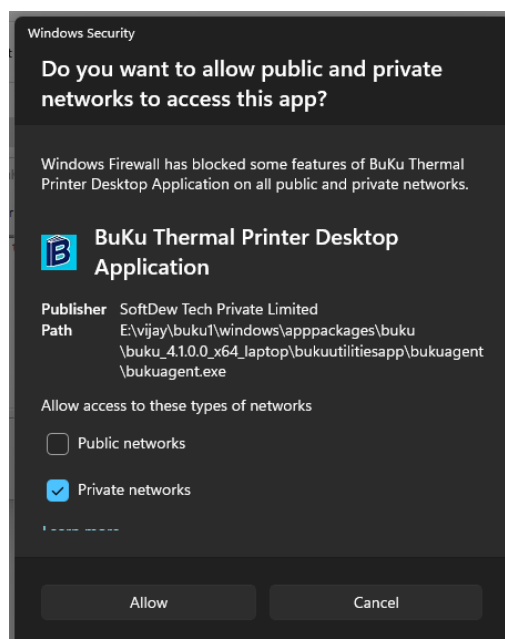 Windows Security
Do you want to allow public and private
networks to access this app?
Windows Firewall has blocked some features of BuKu Thermal
Printer Desktop Application on all public and private networks.
B
BuKu Thermal Printer Desktop
Application
Publisher SoftDew Tech Private Limited
Path E:\vijay\buku1\windows\apppackages\buku
\buku_4.1.0.0_x64_laptop\bukuutilitiesapp\bukuagent
\bukuagent.exe
Allow access to these types of networks
Public networks
Private networks
Learn more
Allow Cancel